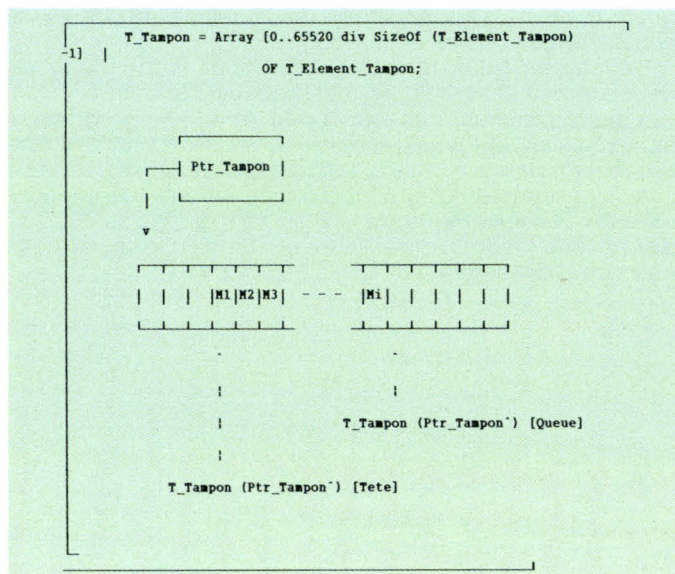 T_Tampon = Array [0..65520 div SizeOf (T_Element_Tampon)
-1] |
OF T_Element_Tampon;
Ptr_Tampon
| | | |M1|M2|M3| - - - |Mi| | | | | |
T_Tampon (Ptr_Tampon^) [Queue]
T_Tampon (Ptr_Tampon^) [Tete]